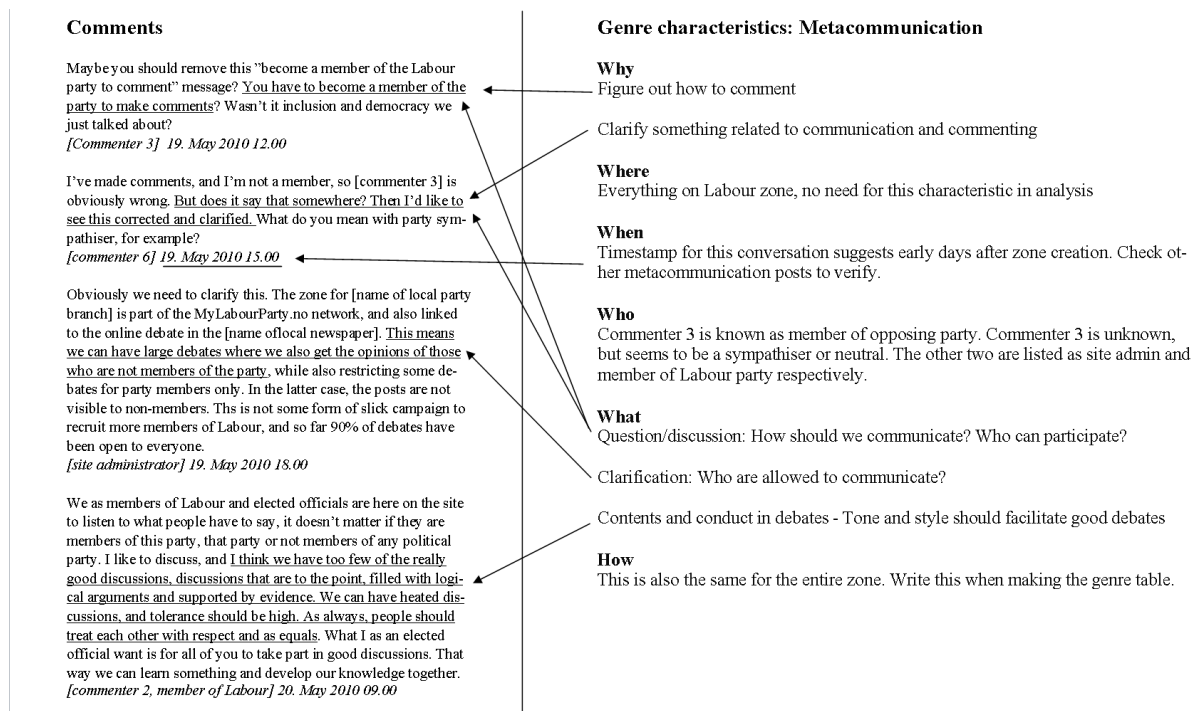 Comments
Maybe you should remove this ”become a member of the Labour
party to comment” message? You have to become a member of the
party to make comments? Wasn’t it inclusion and democracy we
just talked about?
[Commenter 3] 19. May 2010 12.00
I’ve made comments, and I’m not a member, so [commenter 3] is
obviously wrong. But does it say that somewhere? Then I’d like to
see this corrected and clarified. What do you mean with party sym-
pathiser, for example?
[commenter 6] 19. May 2010 15.00
Obviously we need to clarify this. The zone for [name of local party
branch] is part of the MyLabourParty.no network, and also linked
to the online debate in the [name oflocal newspaper]. This means
we can have large debates where we also get the opinions of those
who are not members of the party, while also restricting some de-
bates for party members only. In the latter case, the posts are not
visible to non-members. Ths is not some form of slick campaign to
recruit more members of Labour, and so far 90% of debates have
been open to everyone.
[site administrator] 19. May 2010 18.00
We as members of Labour and elected officials are here on the site
to listen to what people have to say, it doesn’t matter if they are
members of this party, that party or not members of any political
party. I like to discuss, and I think we have too few of the really
good discussions, discussions that are to the point, filled with logi-
cal arguments and supported by evidence. We can have heated dis-
cussions, and tolerance should be high. As always, people should
treat each other with respect and as equals. What I as an elected
official want is for all of you to take part in good discussions. That
way we can learn something and develop our knowledge together.
[commenter 2, member of Labour] 20. May 2010 09.00
Genre characteristics: Metacommunication
Why
Figure out how to comment
Clarify something related to communication and commenting
Where
Everything on Labour zone, no need for this characteristic in analysis
When
Timestamp for this conversation suggests early days after zone creation. Check ot-
her metacommunication posts to verify.
Who
Commenter 3 is known as member of opposing party. Commenter 3 is unknown,
but seems to be a sympathiser or neutral. The other two are listed as site admin and
member of Labour party respectively.
What
Question/discussion: How should we communicate? Who can participate?
Clarification: Who are allowed to communicate?
Contents and conduct in debates - Tone and style should facilitate good debates
How
This is also the same for the entire zone. Write this when making the genre table.